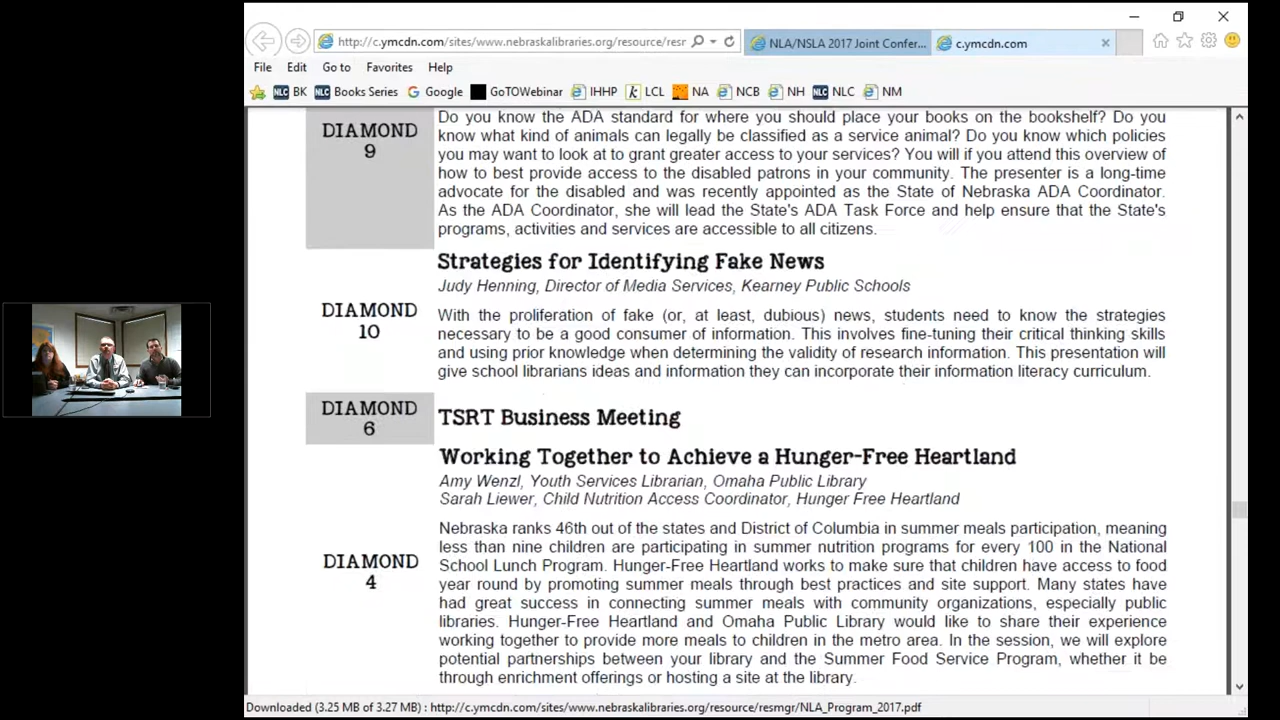 http://c.ymcdn.com/sites/www.nebraskalibraries.org/resource/resr
NLA/NSLA 2017 Joint Confer...
c.ymcdn.com
File Edit Go to Favorites Help
NLC BK NLC Books Series G Google GoTOWebinar IHHP k LCL NA NCB NH NLC NLC NM
DIAMOND
9
Do you know the ADA standard for where you should place your books on the bookshelf? Do you
know what kind of animals can legally be classified as a service animal? Do you know which policies
you may want to look at to grant greater access to your services? You will if you attend this overview of
how to best provide access to the disabled patrons in your community. The presenter is a long-time
advocate for the disabled and was recently appointed as the State of Nebraska ADA Coordinator.
As the ADA Coordinator, she will lead the State's ADA Task Force and help ensure that the State's
programs, activities and services are accessible to all citizens.
DIAMOND
10
Strategies for Identifying Fake News
Judy Henning, Director of Media Services, Kearney Public Schools
With the proliferation of fake (or, at least, dubious) news, students need to know the strategies
necessary to be a good consumer of information. This involves fine-tuning their critical thinking skills
and using prior knowledge when determining the validity of research information. This presentation will
give school librarians ideas and information they can incorporate their information literacy curriculum.
DIAMOND
6
TSRT Business Meeting
DIAMOND
4
Working Together to Achieve a Hunger-Free Heartland
Amy Wenzl, Youth Services Librarian, Omaha Public Library
Sarah Liewer, Child Nutrition Access Coordinator, Hunger Free Heartland
Nebraska ranks 46th out of the states and District of Columbia in summer meals participation, meaning
less than nine children are participating in summer nutrition programs for every 100 in the National
School Lunch Program. Hunger-Free Heartland works to make sure that children have access to food
year round by promoting summer meals through best practices and site support. Many states have
had great success in connecting summer meals with community organizations, especially public
libraries. Hunger-Free Heartland and Omaha Public Library would like to share their experience
working together to provide more meals to children in the metro area. In the session, we will explore
potential partnerships between your library and the Summer Food Service Program, whether it be
through enrichment offerings or hosting a site at the library.
Downloaded (3.25 MB of 3.27 MB) : http://c.ymcdn.com/sites/www.nebraskalibraries.org/resource/resmgr/NLA_Program_2017.pdf